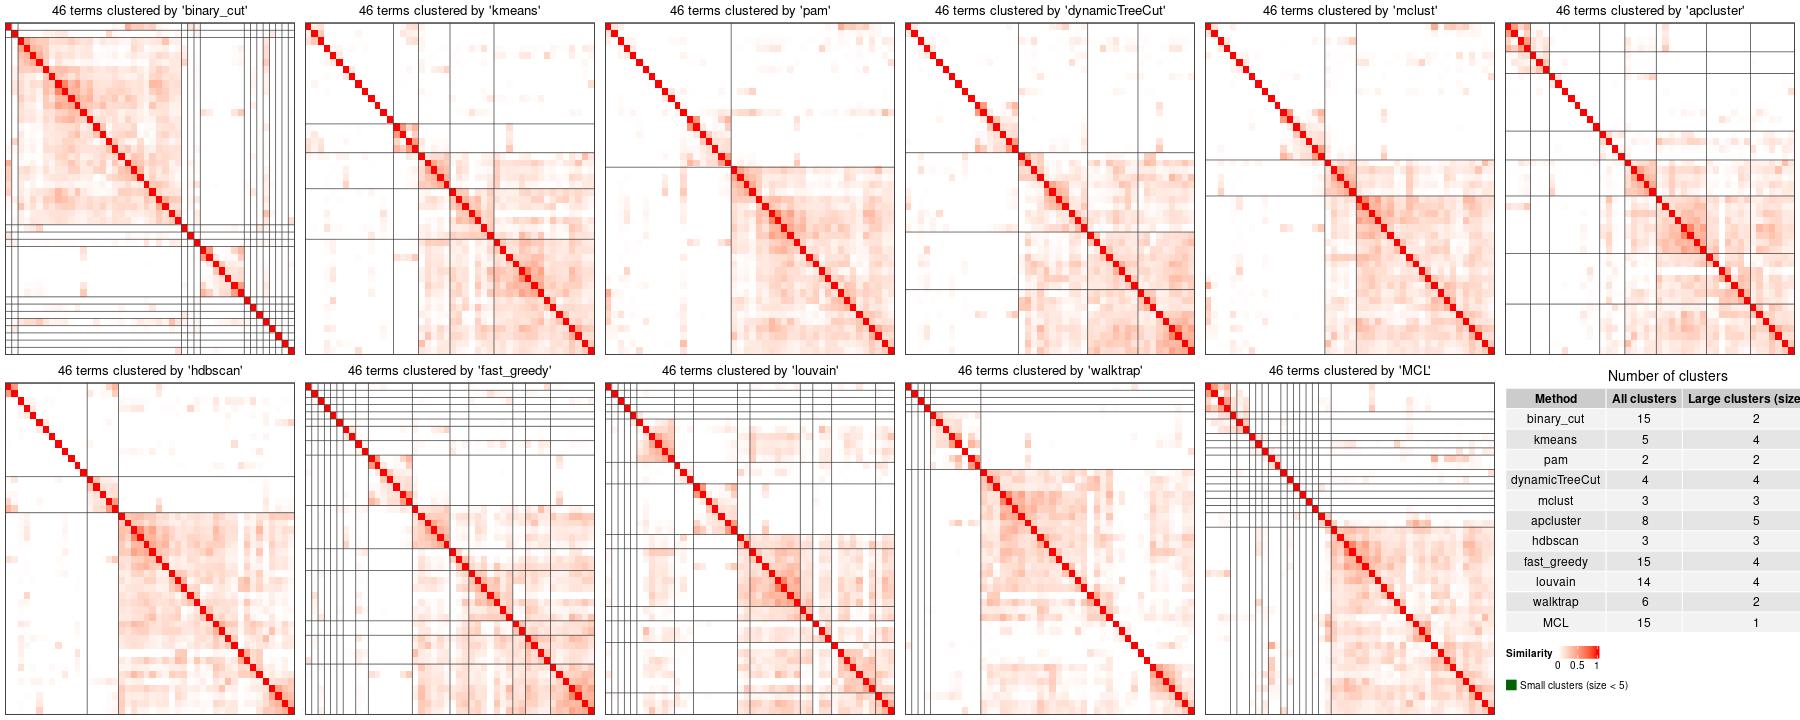 46 terms clustered by 'binary_cut'
46 terms clustered by 'kmeans'
46 terms clustered by 'pam'
46 terms clustered by 'dynamicTreeCut'
46 terms clustered by 'mclust'
46 terms clustered by 'apcluster'
46 terms clustered by 'hdbscan'
46 terms clustered by 'fast_greedy'
46 terms clustered by 'louvain'
46 terms clustered by 'walktrap'
46 terms clustered by 'MCL'
Number of clusters
Method All clusters Large clusters (size
binary_cut 15 2
kmeans 5 4
pam 2 2
dynamicTreeCut 4 4
mclust 3 3
apcluster 8 5
hdbscan 3 3
fast_greedy 15 4
louvain 14 4
walktrap 6 2
MCL 15 1
Similarity
0 0.5 1
Small clusters (size < 5)